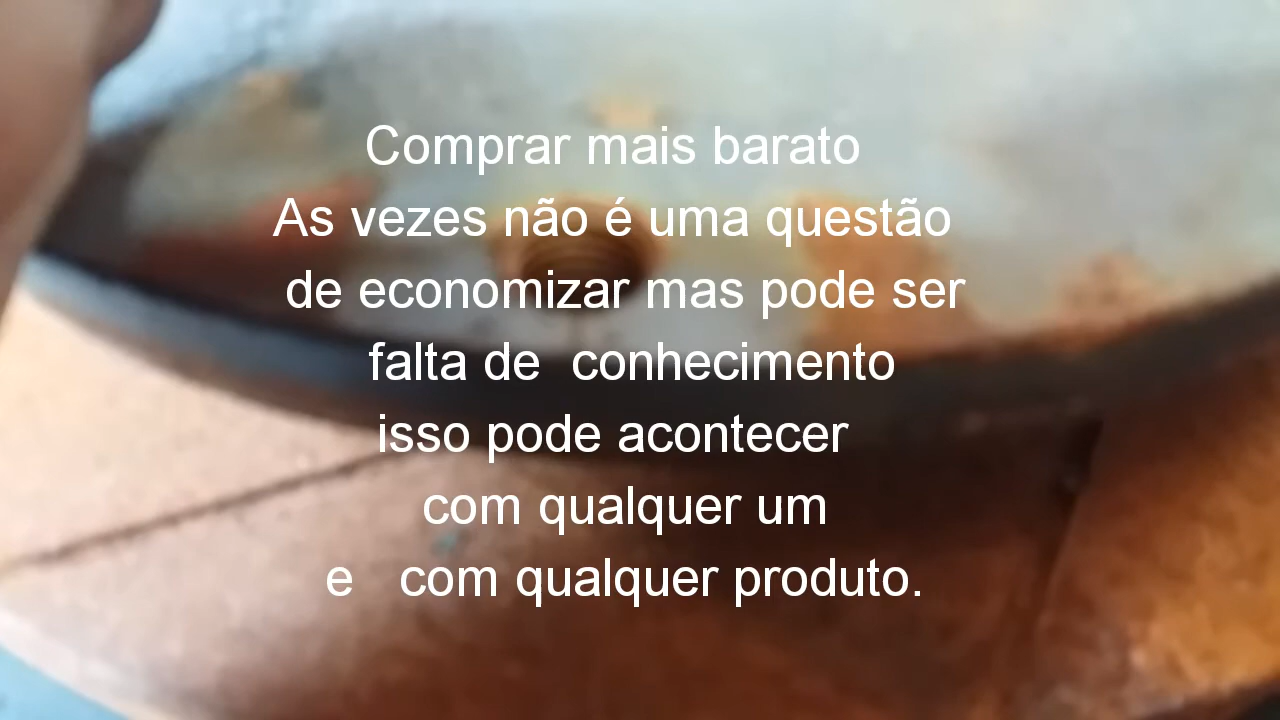 Comprar mais barato
As vezes não é uma questão
de economizar mas pode ser
falta de  conhecimento
isso pode acontecer
com qualquer um
e   com qualquer produto.